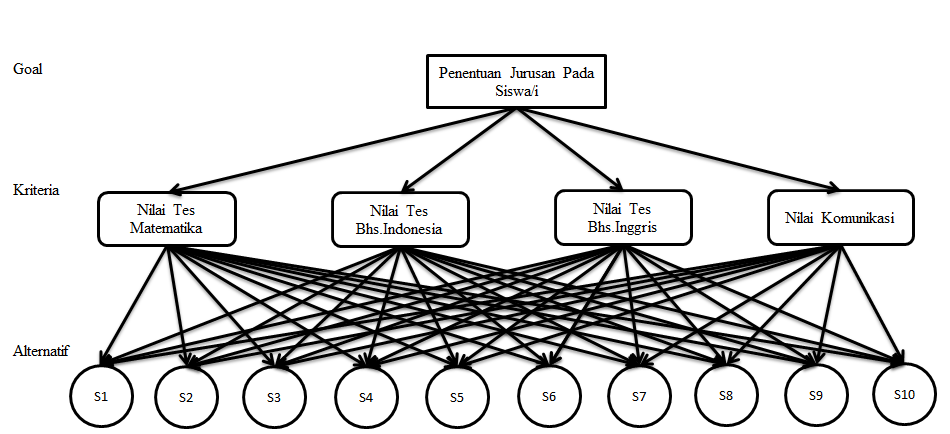 Goal
Penentuan Jurusan Pada
Siswa/i
Kriteria
Nilai Tes
Matematika
Nilai Tes
Bhs.Indonesia
Nilai Tes
Bhs.Inggris
Nilai Komunikasi
Alternatif
S1
S2
S3
S4
S5
S6
S7
S8
S9
S10